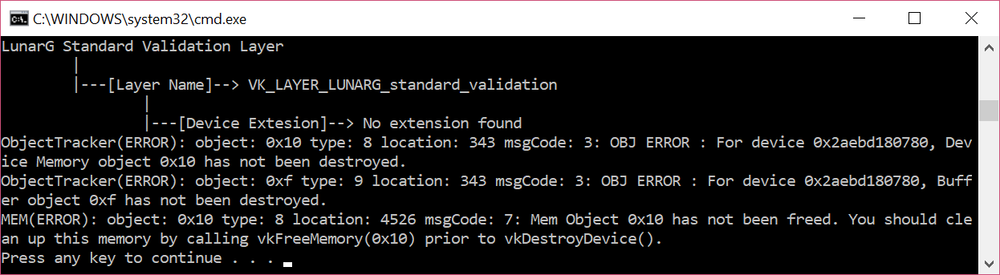 C:\WINDOWS\system32\cmd.exe
LunarG Standard Validation Layer
|
|---[Layer Name]--> VK_LAYER_LUNARG_standard_validation
|
|---[Device Extesion]--> No extension found
ObjectTracker(ERROR): object: 0x10 type: 8 location: 343 msgCode: 3: OBJ ERROR : For device 0x2aebd180780, Dev
ice Memory object 0x10 has not been destroyed.
ObjectTracker(ERROR): object: 0xf type: 9 location: 343 msgCode: 3: OBJ ERROR : For device 0x2aebd180780, Buff
er object 0xf has not been destroyed.
MEM(ERROR): object: 0x10 type: 8 location: 4526 msgCode: 7: Mem Object 0x10 has not been freed. You should cle
an up this memory by calling vkFreeMemory(0x10) prior to vkDestroyDevice().
Press any key to continue . . .